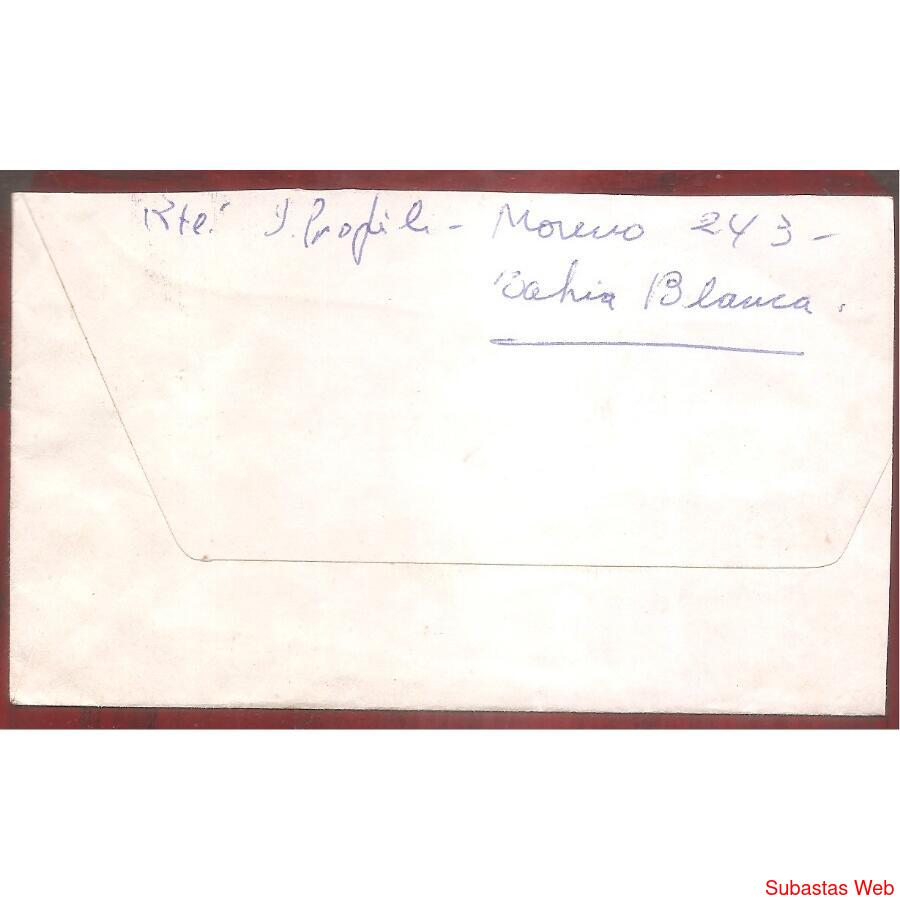 Rte: J. Profili - Moreno 243 -
Bahia Blanca.
Subastas Web